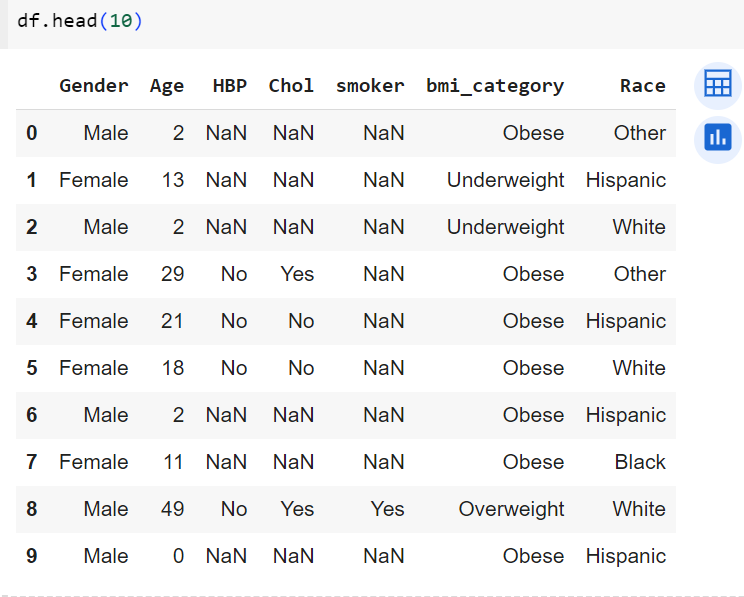 df.head(10)
Gender Age HBP Chol smoker bmi_category Race
0 Male 2 NaN NaN NaN Obese Other
1 Female 13 NaN NaN NaN Underweight Hispanic
2 Male 2 NaN NaN NaN Underweight White
3 Female 29 No Yes NaN Obese Other
4 Female 21 No No NaN Obese Hispanic
5 Female 18 No No NaN Obese White
6 Male 2 NaN NaN NaN Obese Hispanic
7 Female 11 NaN NaN NaN Obese Black
8 Male 49 No Yes Yes Overweight White
9 Male 0 NaN NaN NaN Obese Hispanic